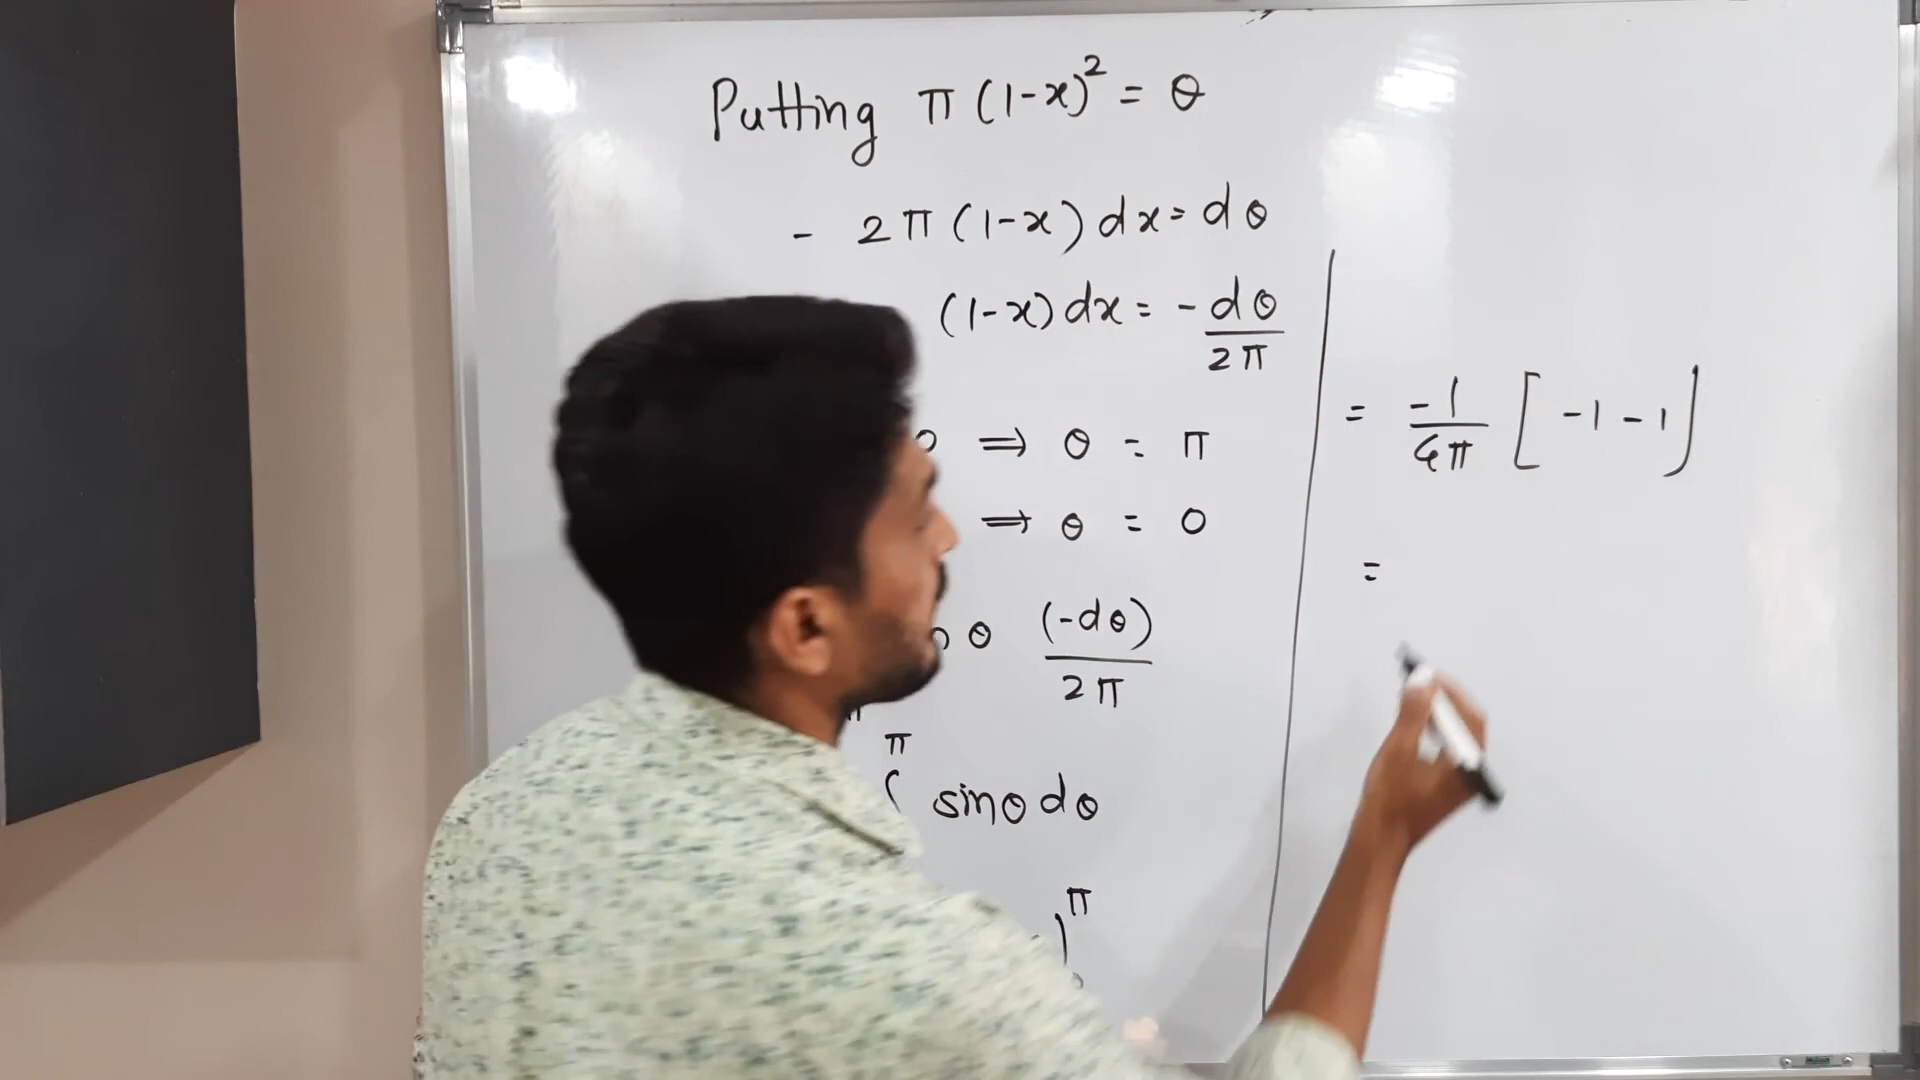 Putting π(1-x)² = θ
- 2π(1-x)dx = dθ
(1-x)dx = -dθ/2π
0 ⇒ θ = π
⇒ θ = 0
θ (-dθ)/2π
π
∫ sinθ dθ
]π
= -1/4π [-1-1]
=